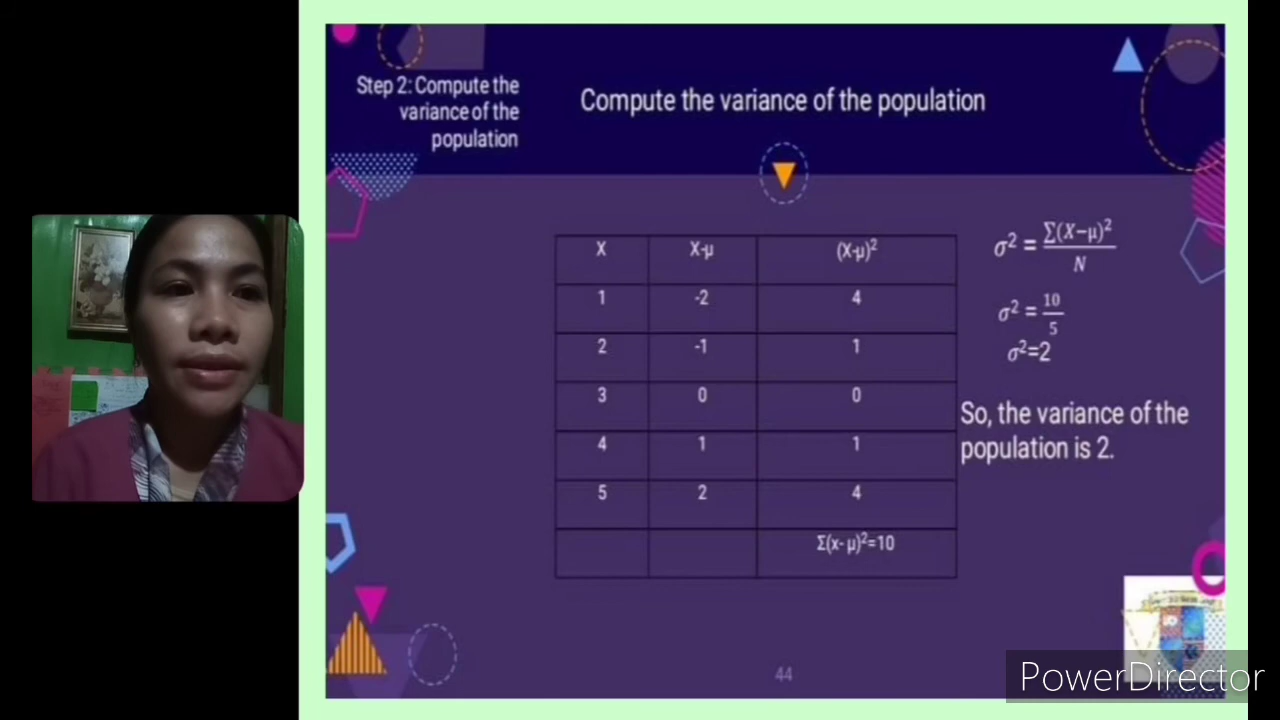 Step 2: Compute the
variance of the
population
Compute the variance of the population
X X-μ (X-μ)²
1 -2 4
2 -1 1
3 0 0
4 1 1
5 2 4
Σ(x- μ)²=10
σ² = Σ(X−μ)²
N
σ² = 10
5
σ²=2
So, the variance of the
population is 2.
44
PowerDirector